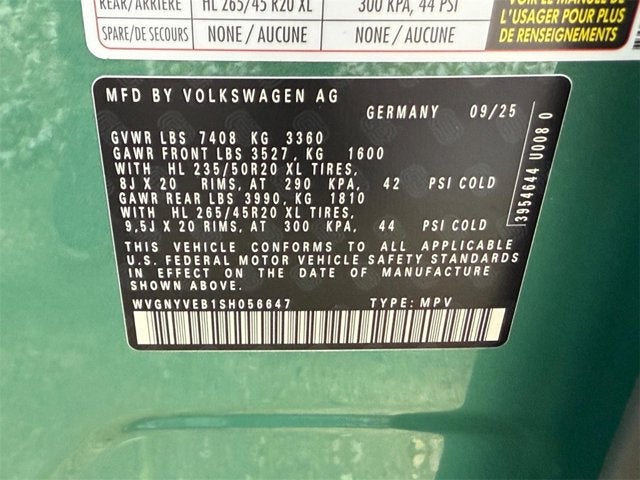 REAR/ARRIÈRE HL 265/45 R20 XL 300 KPA, 44 PSI
SPARE/DE SECOURS NONE / AUCUNE NONE / AUCUNE
VOIR LE MANUEL DE
L'USAGER POUR PLUS
DE RENSEIGNEMENTS
MFD BY VOLKSWAGEN AG
GERMANY 09/25
GVWR LBS 7408 KG 3360
GAWR FRONT LBS 3527, KG 1600
WITH HL 235/50R20 XL TIRES,
8J X 20 RIMS, AT 290 KPA, 42 PSI COLD
GAWR REAR LBS 3990, KG 1810
WITH HL 265/45R20 XL TIRES,
9,5J X 20 RIMS, AT 300 KPA, 44 PSI COLD
THIS VEHICLE CONFORMS TO ALL APPLICABLE
U.S. FEDERAL MOTOR VEHICLE SAFETY STANDARDS
IN EFFECT ON THE DATE OF MANUFACTURE
SHOWN ABOVE.
WVGNYVEB1SH056647 TYPE: MPV
3954644 U008 0